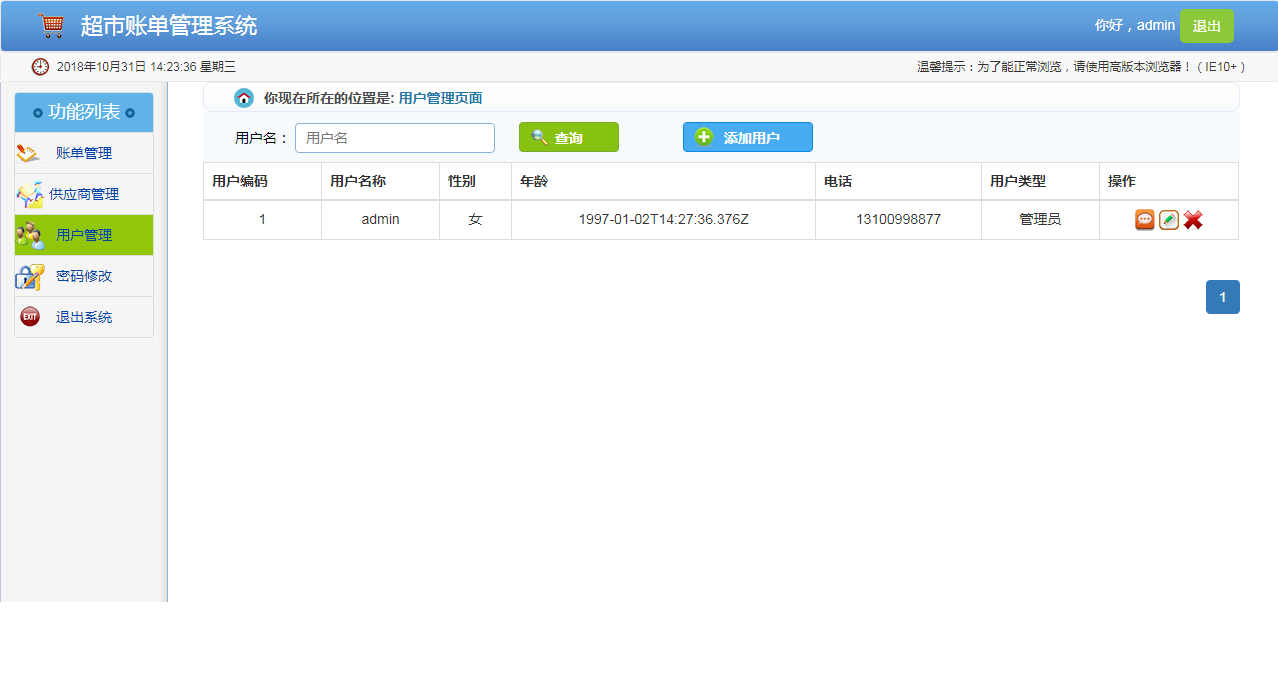 超市账单管理系统
你好，admin 退出
2018年10月31日 14:23:36 星期三
温馨提示：为了能正常浏览，请使用高版本浏览器！（IE10+）
功能列表
账单管理
供应商管理
用户管理
密码修改
EXIT 退出系统
你现在所在的位置是: 用户管理页面
用户名： 用户名 查询 添加用户
用户编码 用户名称 性别 年龄 电话 用户类型 操作
1 admin 女 1997-01-02T14:27:36.376Z 13100998877 管理员
1